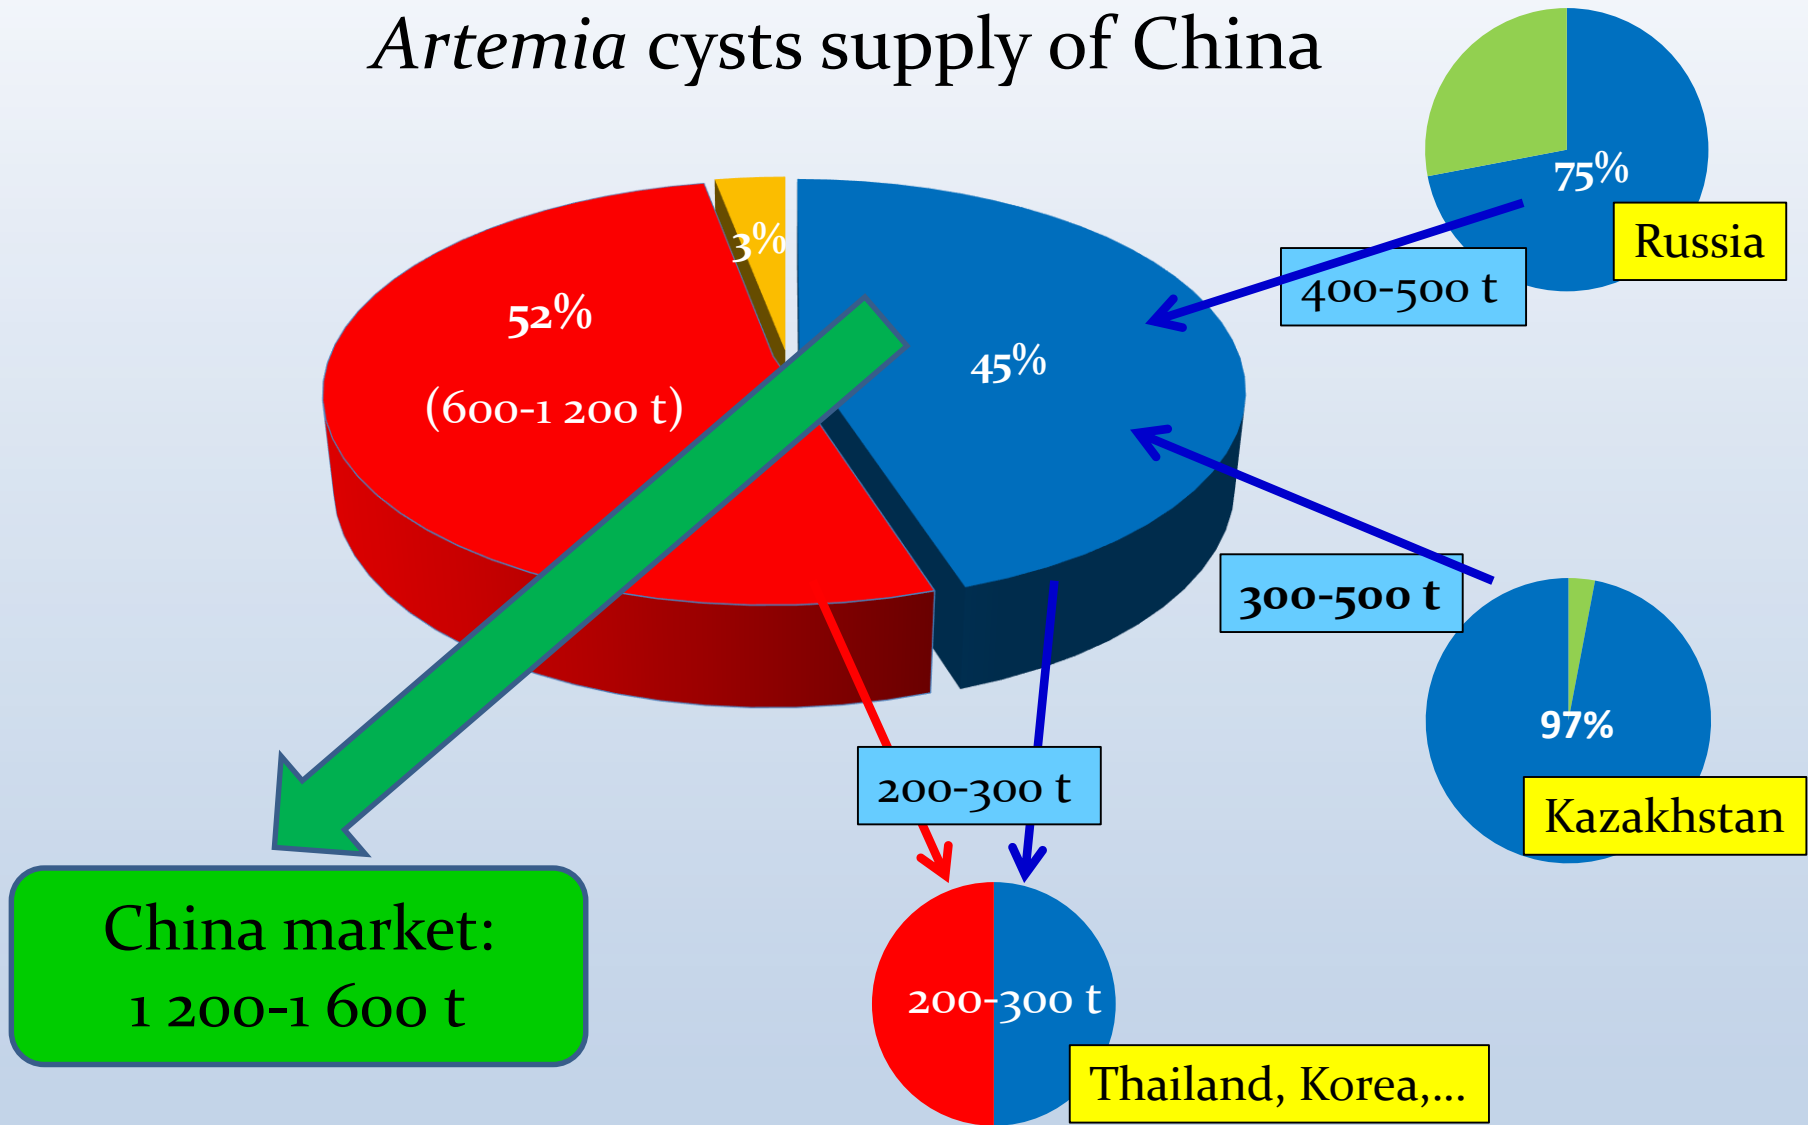 Artemia cysts supply of China
75%
Russia
3%
52%
400-500 t
45%
(600-1 200 t)
300-500 t
97%
200-300 t
Kazakhstan
China market:
1 200-1 600 t
200-300 t
Thailand, Korea,...